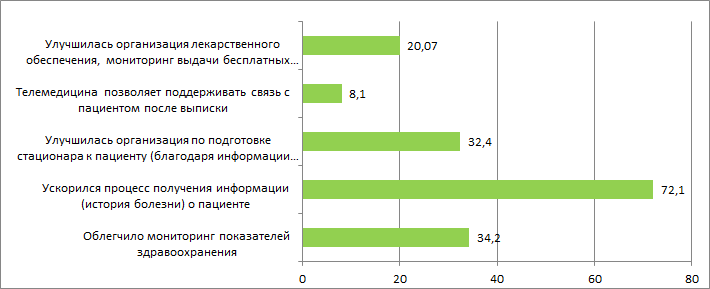 Улучшилась организация лекарственного
обеспечения, мониторинг выдачи бесплатных...
20,07
Телемедицина позволяет поддерживать связь с
пациентом после выписки
8,1
Улучшилась организация по подготовке
стационара к пациенту (благодаря информации...
32,4
Ускорился процесс получения информации
(история болезни) о пациенте
72,1
Облегчило мониторинг показателей
здравоохранения
34,2
0 20 40 60 80